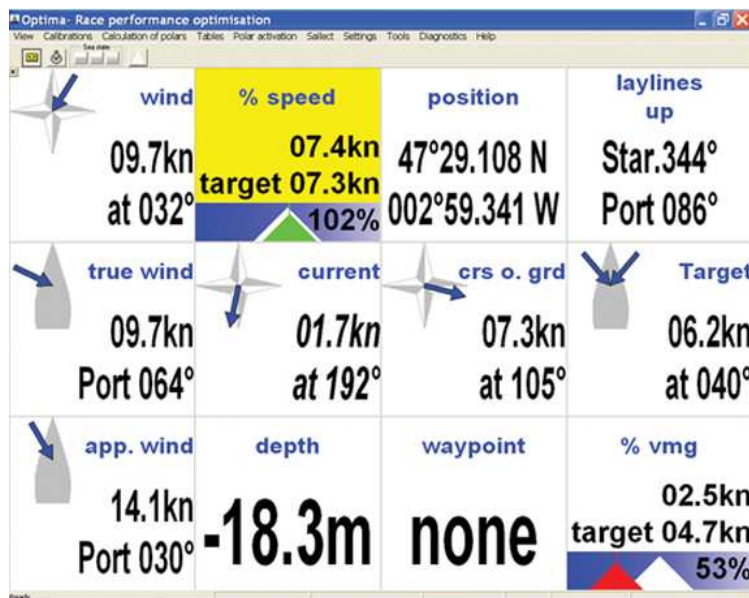 Optima- Race performance optimisation
View Calibrations Calculation of polars Tables Polar activation Sallect Settings Tools Diagnostics Help
Sea state
wind
09.7kn
at 032°
% speed
07.4kn
target 07.3kn
102%
position
47°29.108 N
002°59.341 W
laylines
up
Star.344°
Port 086°
true wind
09.7kn
Port 064°
current
01.7kn
at 192°
crs o. grd
07.3kn
at 105°
Target
06.2kn
at 040°
app. wind
14.1kn
Port 030°
depth
-18.3m
waypoint
none
% vmg
02.5kn
target 04.7kn
53%
Ready